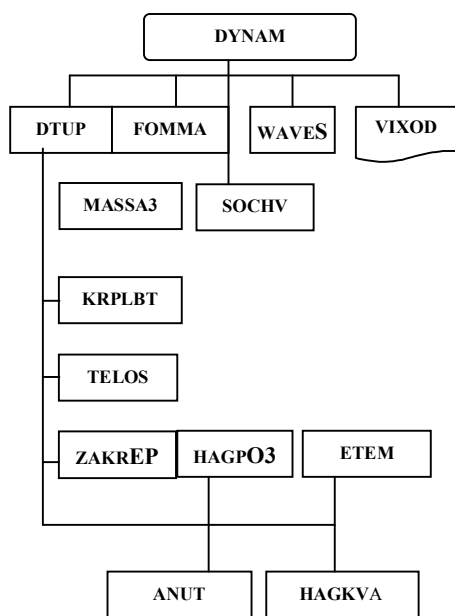 DYNAM
DTUP
FOMMA
WAVES
VIXOD
MASSA3
SOCHV
KRPLBT
TELOS
ZAKREP
HAGPO3
ETEM
ANUT
HAGKVA